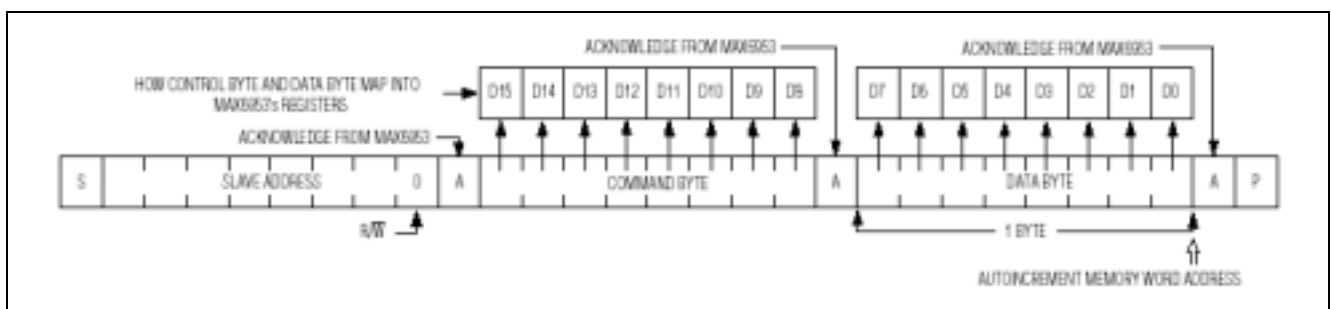 ACKNOWLEDGE FROM MAX6953
ACKNOWLEDGE FROM MAX6953
HOW CONTROL BYTE AND DATA BYTE MAP INTO
MAX6953's REGISTERS
D15 D14 D13 D12 D11 D10 D9 D8
D7 D6 D5 D4 D3 D2 D1 D0
ACKNOWLEDGE FROM MAX6953
S SLAVE ADDRESS 0 A COMMAND BYTE A DATA BYTE A P
R/W
1 BYTE
AUTOINCREMENT MEMORY WORD ADDRESS